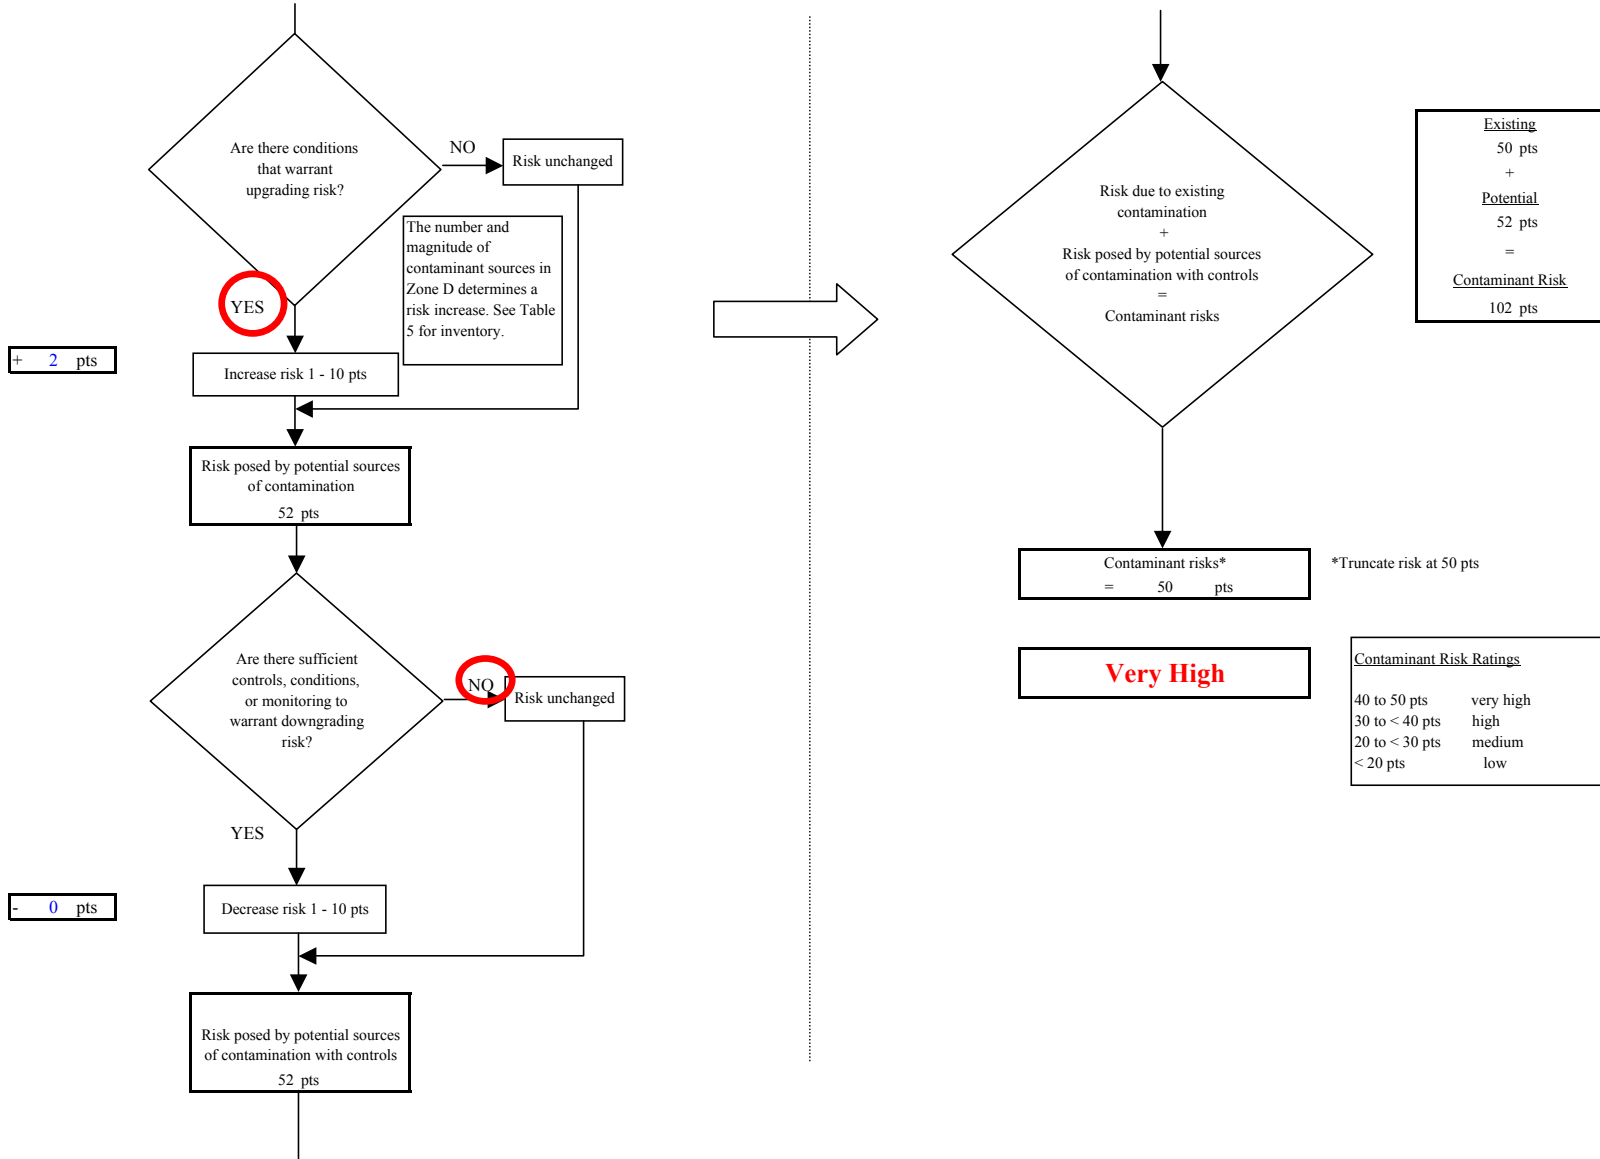 Are there conditions
that warrant
upgrading risk?
NO
Risk unchanged
The number and
magnitude of
contaminant sources in
Zone D determines a
risk increase. See Table
5 for inventory.
YES
+ 2 pts
Increase risk 1 - 10 pts
Risk posed by potential sources
of contamination
52 pts
Are there sufficient
controls, conditions,
or monitoring to
warrant downgrading
risk?
NO
Risk unchanged
YES
- 0 pts
Decrease risk 1 - 10 pts
Risk posed by potential sources
of contamination with controls
52 pts
Risk due to existing
contamination
+
Risk posed by potential sources
of contamination with controls
=
Contaminant risks
Existing
50 pts
+
Potential
52 pts
=
Contaminant Risk
102 pts
Contaminant risks*
= 50 pts
*Truncate risk at 50 pts
Very High
Contaminant Risk Ratings
40 to 50 pts very high
30 to < 40 pts high
20 to < 30 pts medium
< 20 pts low